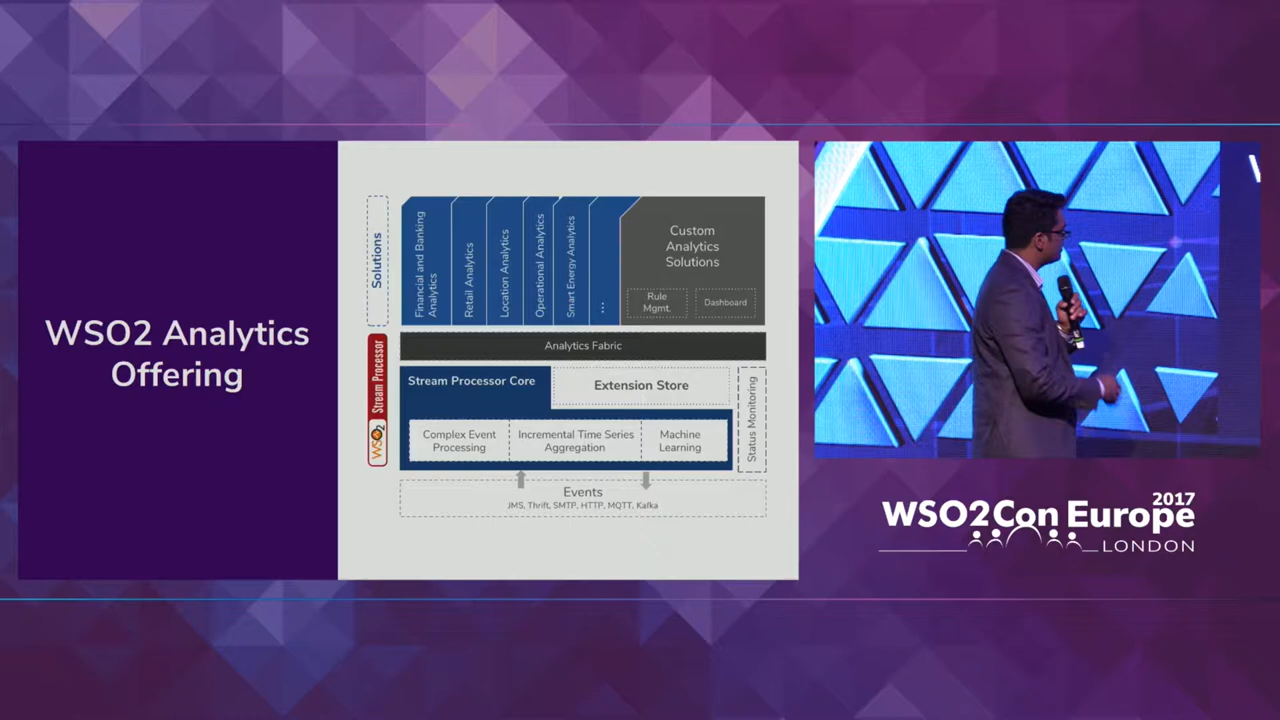 WSO2 Analytics
Offering
Solutions
Financial and Banking
Analytics
Retail Analytics
Location Analytics
Operational Analytics
Smart Energy Analytics
...
Custom
Analytics
Solutions
Rule
Mgmt.
Dashboard
WSO2 Stream Processor
Analytics Fabric
Stream Processor Core
Extension Store
Complex Event
Processing
Incremental Time Series
Aggregation
Machine
Learning
Status Monitoring
Events
JMS, Thrift, SMTP, HTTP, MQTT, Kafka
2017
WSO2Con Europe
LONDON